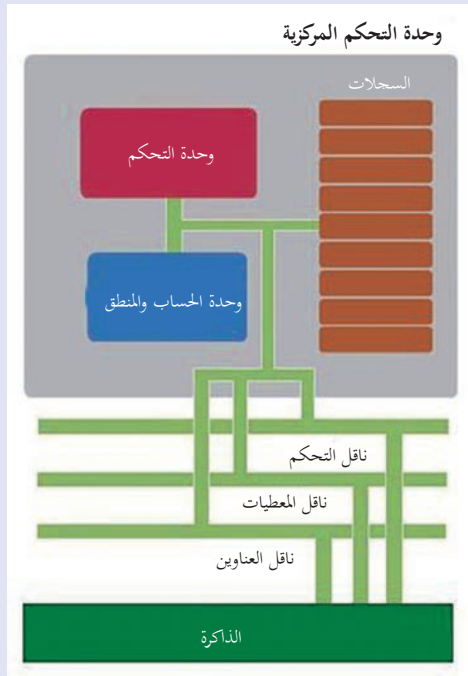 وحدة التحكم المركزية
السجلات
وحدة التحكم
وحدة الحساب والمنطق
ناقل التحكم
ناقل المعطيات
ناقل العناوين
الذاكرة